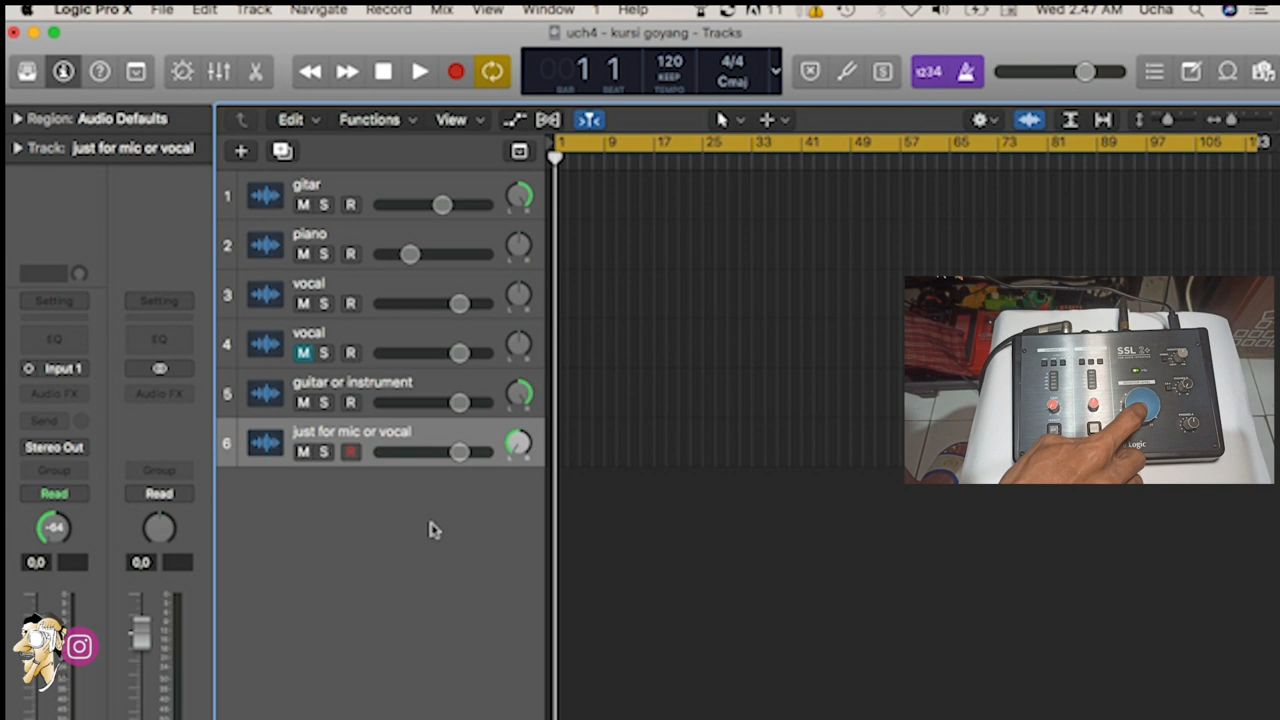 Logic Pro X File Edit Track Navigate Record Mix View Window 1 Help 11 Wed 2.47 AM Ucha
uch4 - kursi goyang - Tracks
1 1 120 4/4
KEEP Cmaj
BAR BEAT TEMPO
1234
Region: Audio Defaults
Edit Functions View
Track: just for mic or vocal
1 9 17 25 33 41 49 57 65 73 81 89 97 105
1 gitar
M S R
L R
2 piano
M S R
3 vocal
M S R
4 vocal
M S R
5 guitar or instrument
M S R
L R
6 just for mic or vocal
M S R
L R
Setting Setting
EQ EQ
Input 1
Audio FX Audio FX
Send
Stereo Out
Group Group
Read Read
-64
0,0 0,0
SSL 2+
Logic